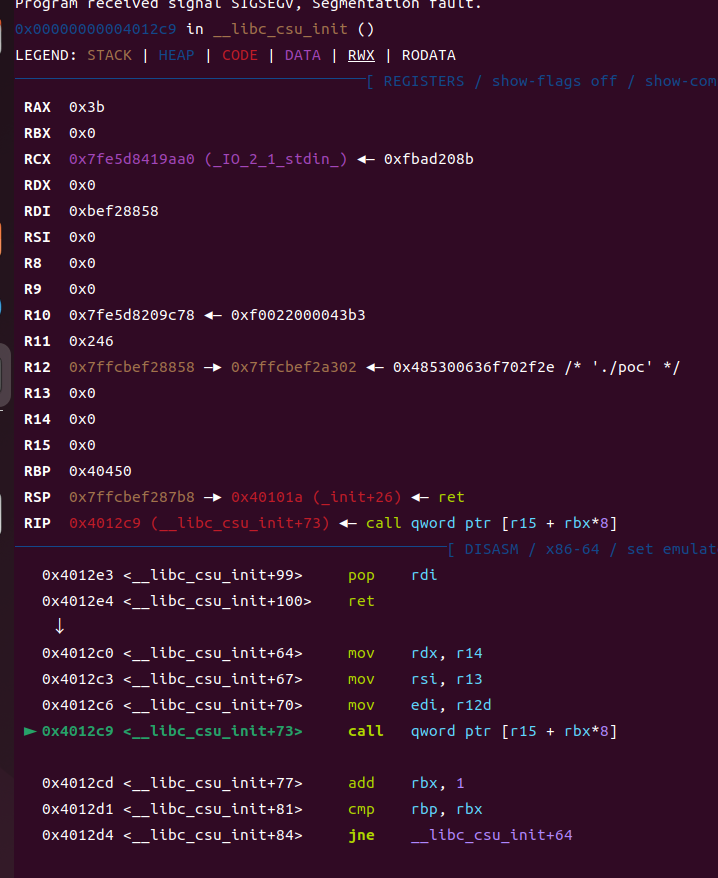 Program received signal SIGSEGV, Segmentation fault.
0x00000000004012c9 in __libc_csu_init ()
LEGEND: STACK | HEAP | CODE | DATA | RWX | RODATA
[ REGISTERS / show-flags off / show-com
RAX 0x3b
RBX 0x0
RCX 0x7fe5d8419aa0 (_IO_2_1_stdin_) ◂— 0xfbad208b
RDX 0x0
RDI 0xbef28858
RSI 0x0
R8 0x0
R9 0x0
R10 0x7fe5d8209c78 ◂— 0xf0022000043b3
R11 0x246
R12 0x7ffcbef28858 —▸ 0x7ffcbef2a302 ◂— 0x485300636f702f2e /* './poc' */
R13 0x0
R14 0x0
R15 0x0
RBP 0x40450
RSP 0x7ffcbef287b8 —▸ 0x40101a (_init+26) ◂— ret
RIP 0x4012c9 (__libc_csu_init+73) ◂— call qword ptr [r15 + rbx*8]
[ DISASM / x86-64 / set emulat
0x4012e3 <__libc_csu_init+99> pop rdi
0x4012e4 <__libc_csu_init+100> ret
↓
0x4012c0 <__libc_csu_init+64> mov rdx, r14
0x4012c3 <__libc_csu_init+67> mov rsi, r13
0x4012c6 <__libc_csu_init+70> mov edi, r12d
► 0x4012c9 <__libc_csu_init+73> call qword ptr [r15 + rbx*8]
0x4012cd <__libc_csu_init+77> add rbx, 1
0x4012d1 <__libc_csu_init+81> cmp rbp, rbx
0x4012d4 <__libc_csu_init+84> jne __libc_csu_init+64